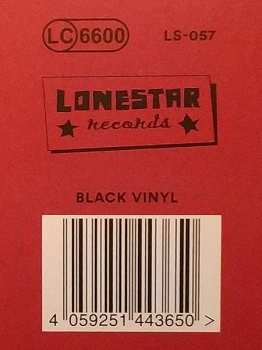 LC 6600 LS-057
LONESTAR
records
BLACK VINYL
4 059251 443650 >